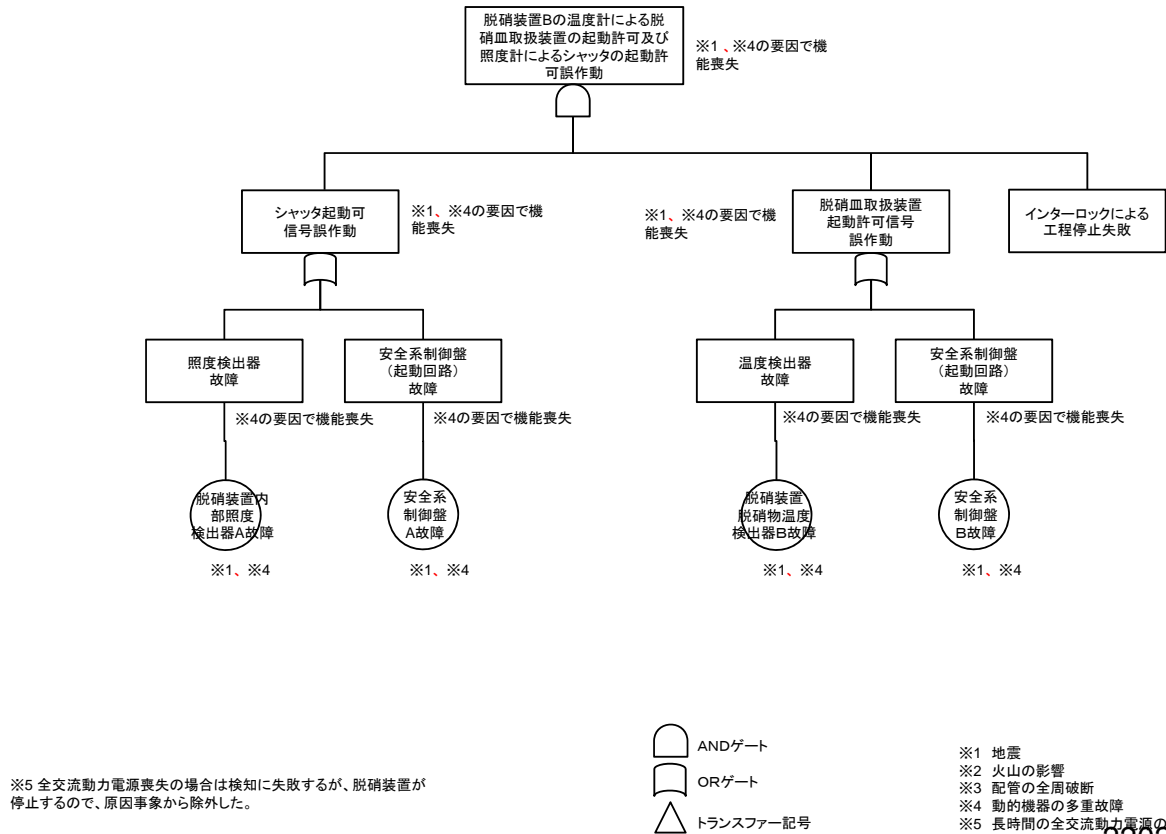 脱硝装置Bの温度計による脱
硝皿取扱装置の起動許可及び
照度計によるシャッタの起動許
可誤作動
※1、※4の要因で機
能喪失
シャッタ起動可
信号誤作動
※1、※4の要因で機
能喪失
※1、※4の要因で機
能喪失
脱硝皿取扱装置
起動許可信号
誤作動
インターロックによる
工程停止失敗
照度検出器
故障
安全系制御盤
(起動回路)
故障
温度検出器
故障
安全系制御盤
(起動回路)
故障
※4の要因で機能喪失
※4の要因で機能喪失
※4の要因で機能喪失
※4の要因で機能喪失
脱硝装置内
部照度
検出器A故障
安全系
制御盤
A故障
脱硝装置
脱硝物温度
検出器B故障
安全系
制御盤
B故障
※1、※4
※1、※4
※1、※4
※1、※4
※5 全交流動力電源喪失の場合は検知に失敗するが、脱硝装置が
停止するので、原因事象から除外した。
ANDゲート
ORゲート
トランスファー記号
※1 地震
※2 火山の影響
※3 配管の全周破断
※4 動的機器の多重故障
※5 長時間の全交流動力電源の